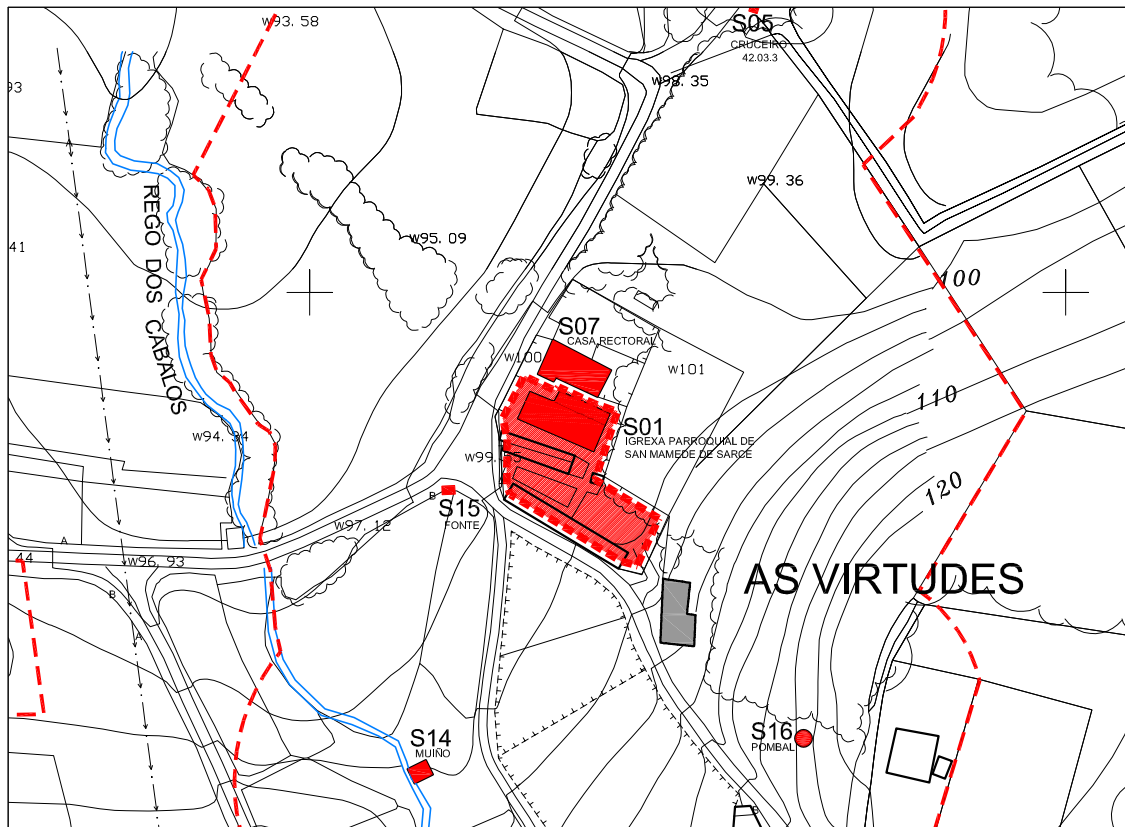 w93. 58
S05
CRUCEIRO
42.03.3
w98. 35
93
w99. 36
REGO DOS CABALOS
w95. 09
41
100
S07
CASA RECTORAL
w100
w101
110
S01
IGREXA PARROQUIAL DE
SAN MAMEDE DE SARCE
w94. 34
120
B
S15
FONTE
w97. 12
A
44
w96. 93
AS VIRTUDES
B
A
S14
MUIÑO
S16
POMBAL
B